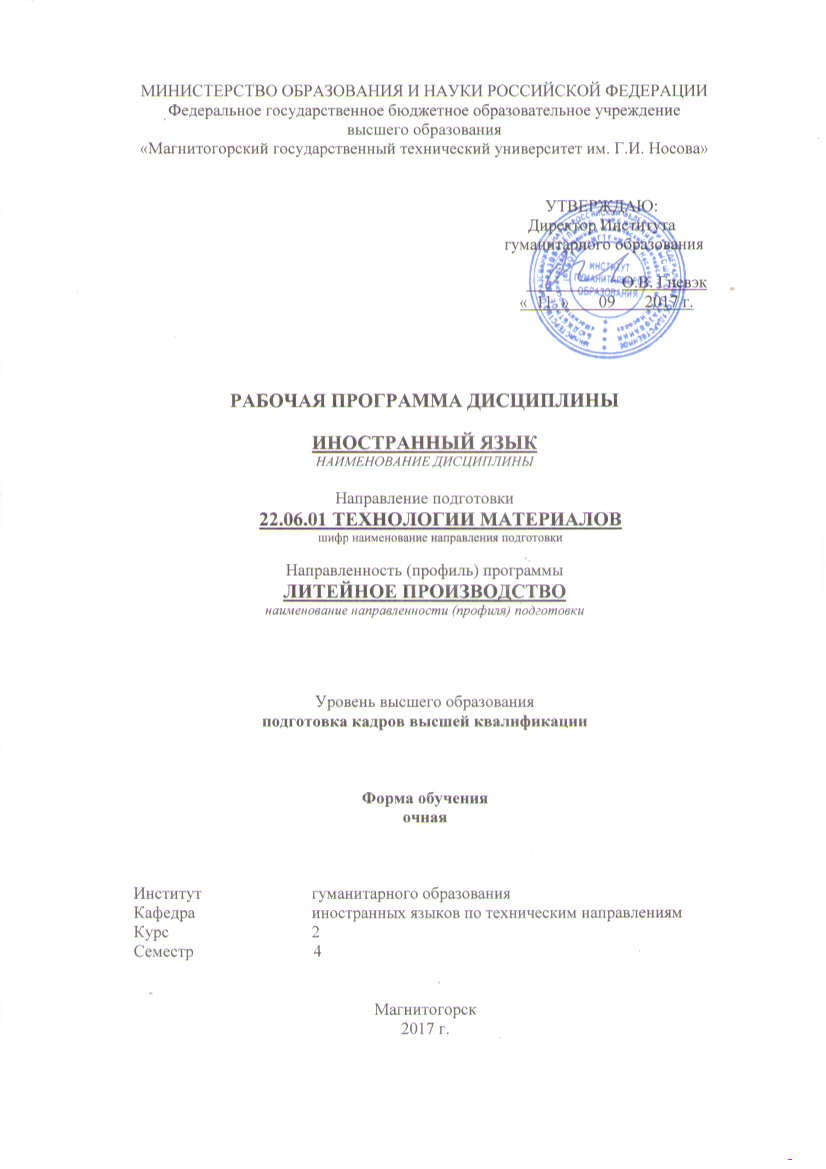 МИНИСТЕРСТВО ОБРАЗОВАНИЯ И НАУКИ РОССИЙСКОЙ ФЕДЕРАЦИИ
Федеральное государственное бюджетное образовательное учреждение
высшего образования
«Магнитогорский государственный технический университет им. Г.И. Носова»
УТВЕРЖДАЮ:
Директор Института
гуманитарного образования
О.В. Гневэк
« 11 » 09 2017 г.
ИНСТИТУТ
ГУМАНИТАРНОГО
ОБРАЗОВАНИЯ
РАБОЧАЯ ПРОГРАММА ДИСЦИПЛИНЫ
ИНОСТРАННЫЙ ЯЗЫК
НАИМЕНОВАНИЕ ДИСЦИПЛИНЫ
Направление подготовки
22.06.01 ТЕХНОЛОГИИ МАТЕРИАЛОВ
шифр наименование направления подготовки
Направленность (профиль) программы
ЛИТЕЙНОЕ ПРОИЗВОДСТВО
наименование направленности (профиля) подготовки
Уровень высшего образования
подготовка кадров высшей квалификации
Форма обучения
очная
Институт гуманитарного образования
Кафедра иностранных языков по техническим направлениям
Курс 2
Семестр 4
Магнитогорск
2017 г.